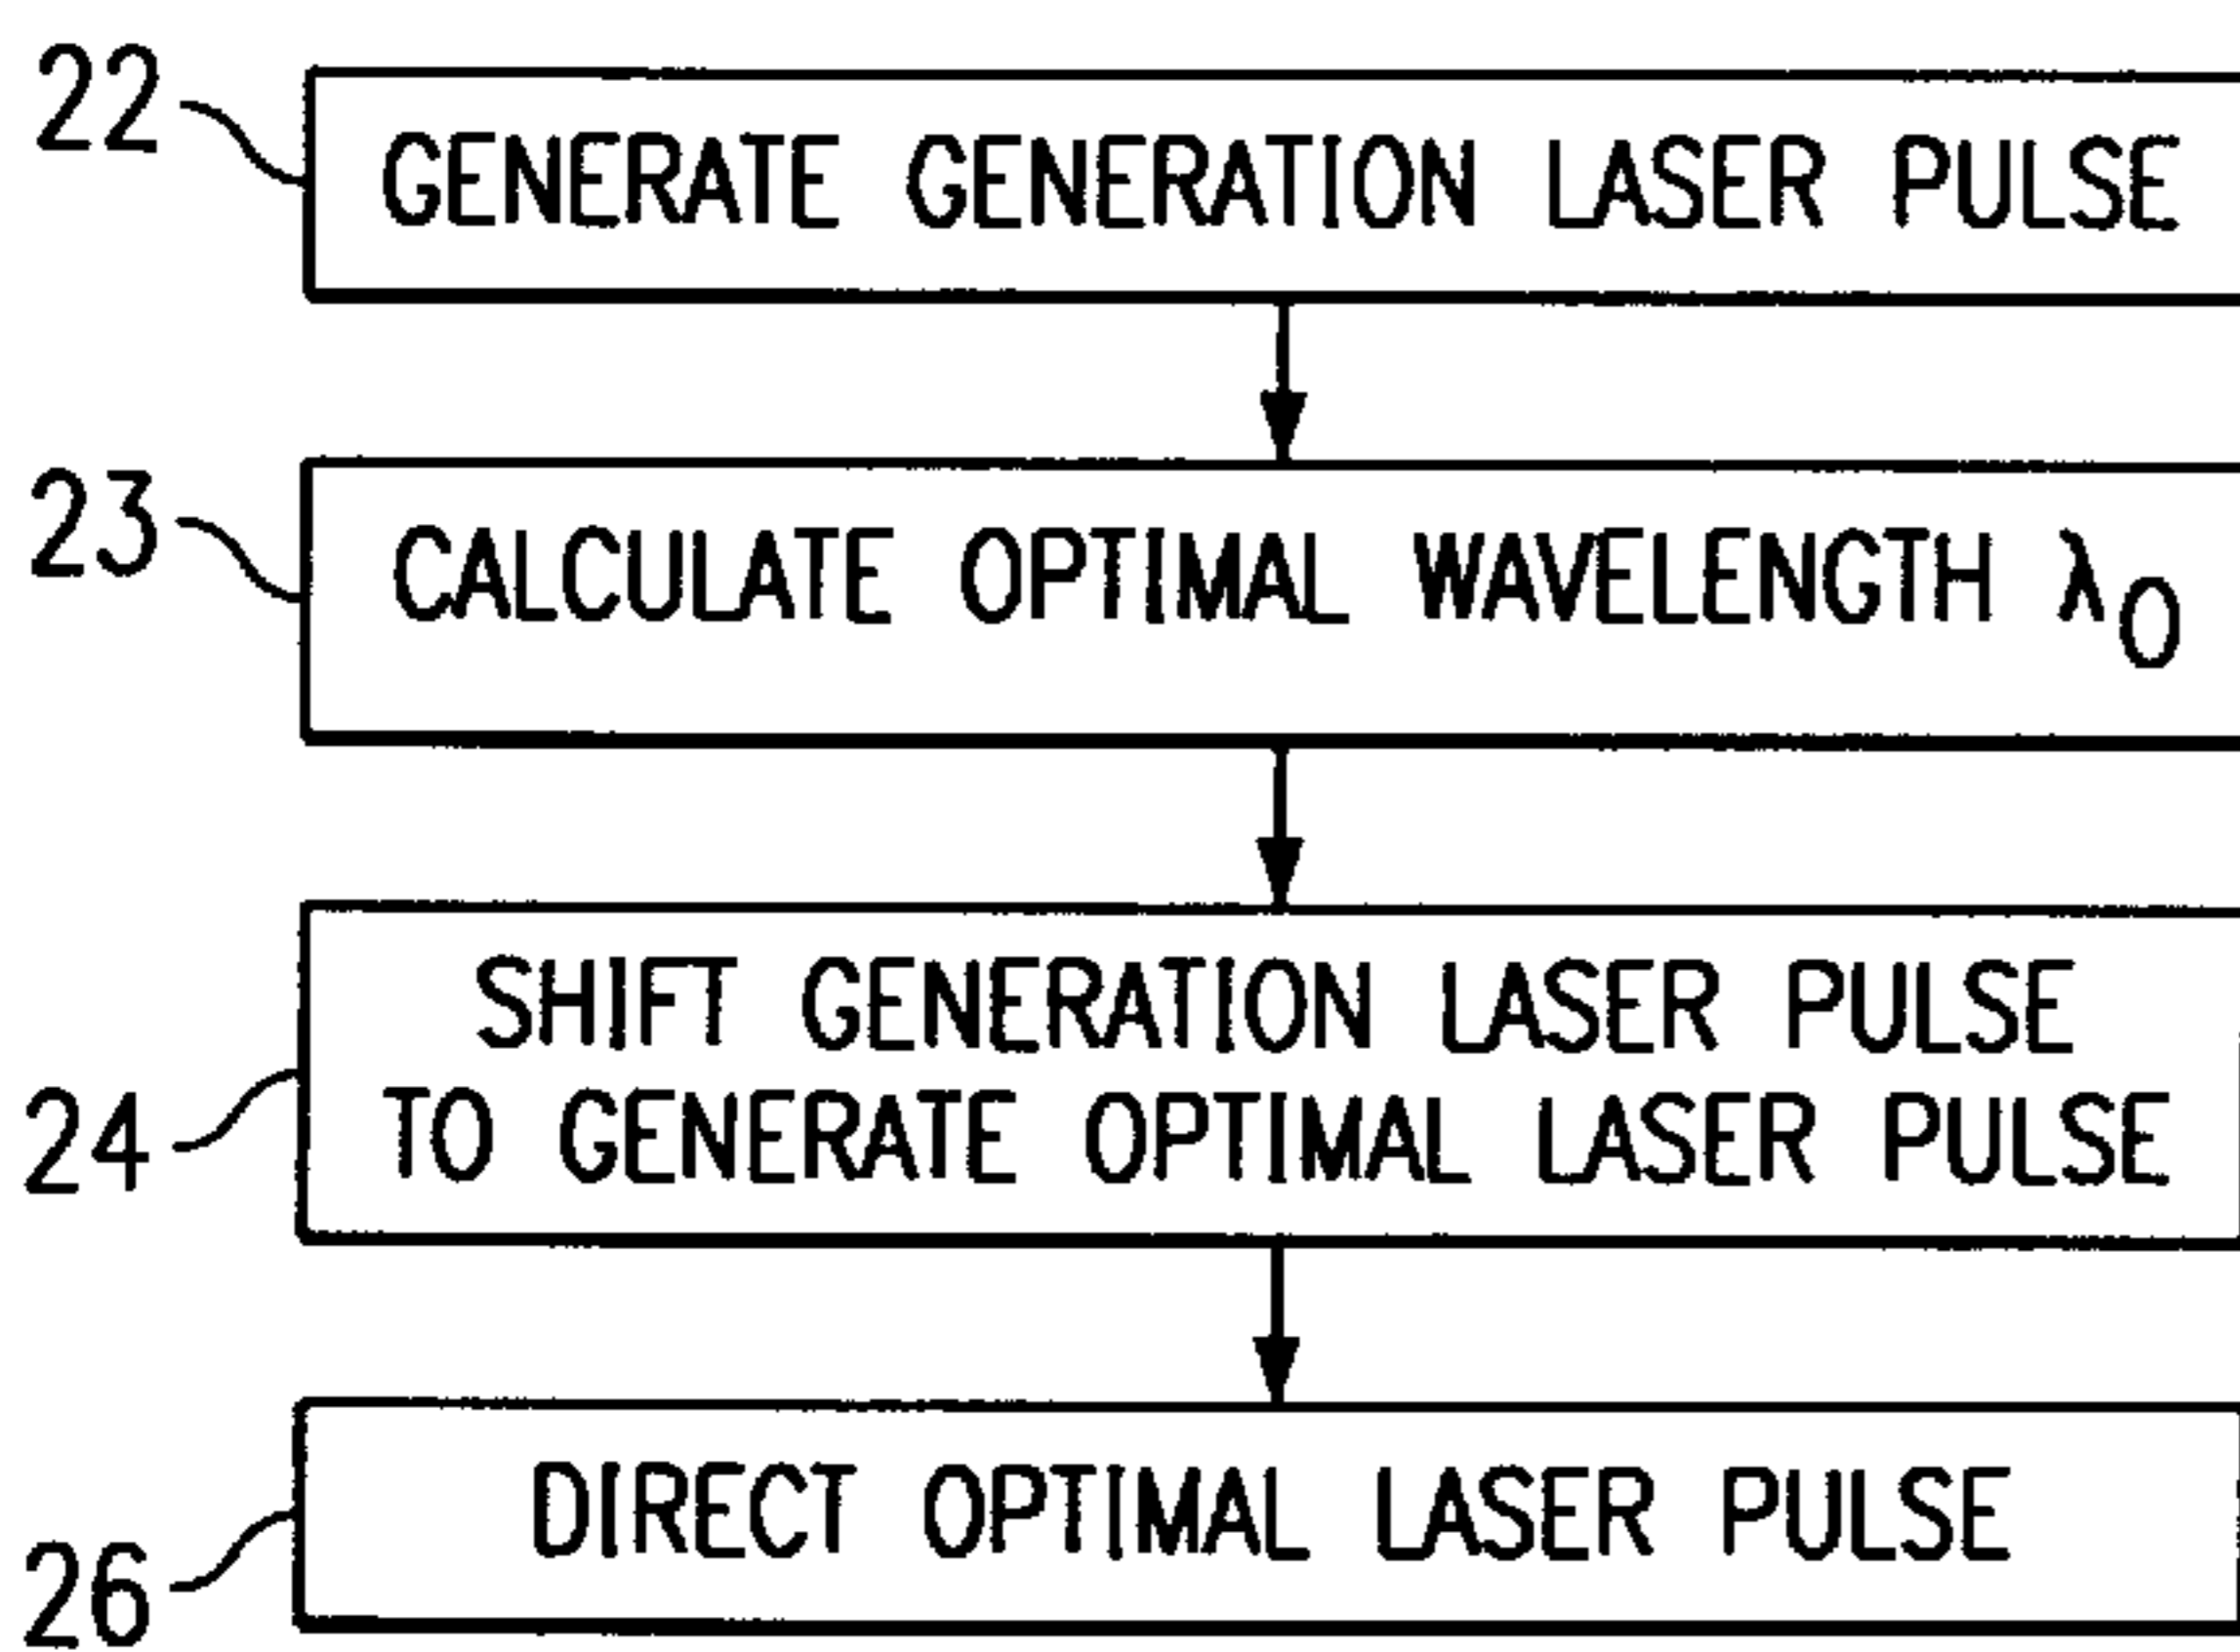 22
GENERATE GENERATION LASER PULSE
23
CALCULATE OPTIMAL WAVELENGTH λO
24
SHIFT GENERATION LASER PULSE
TO GENERATE OPTIMAL LASER PULSE
26
DIRECT OPTIMAL LASER PULSE